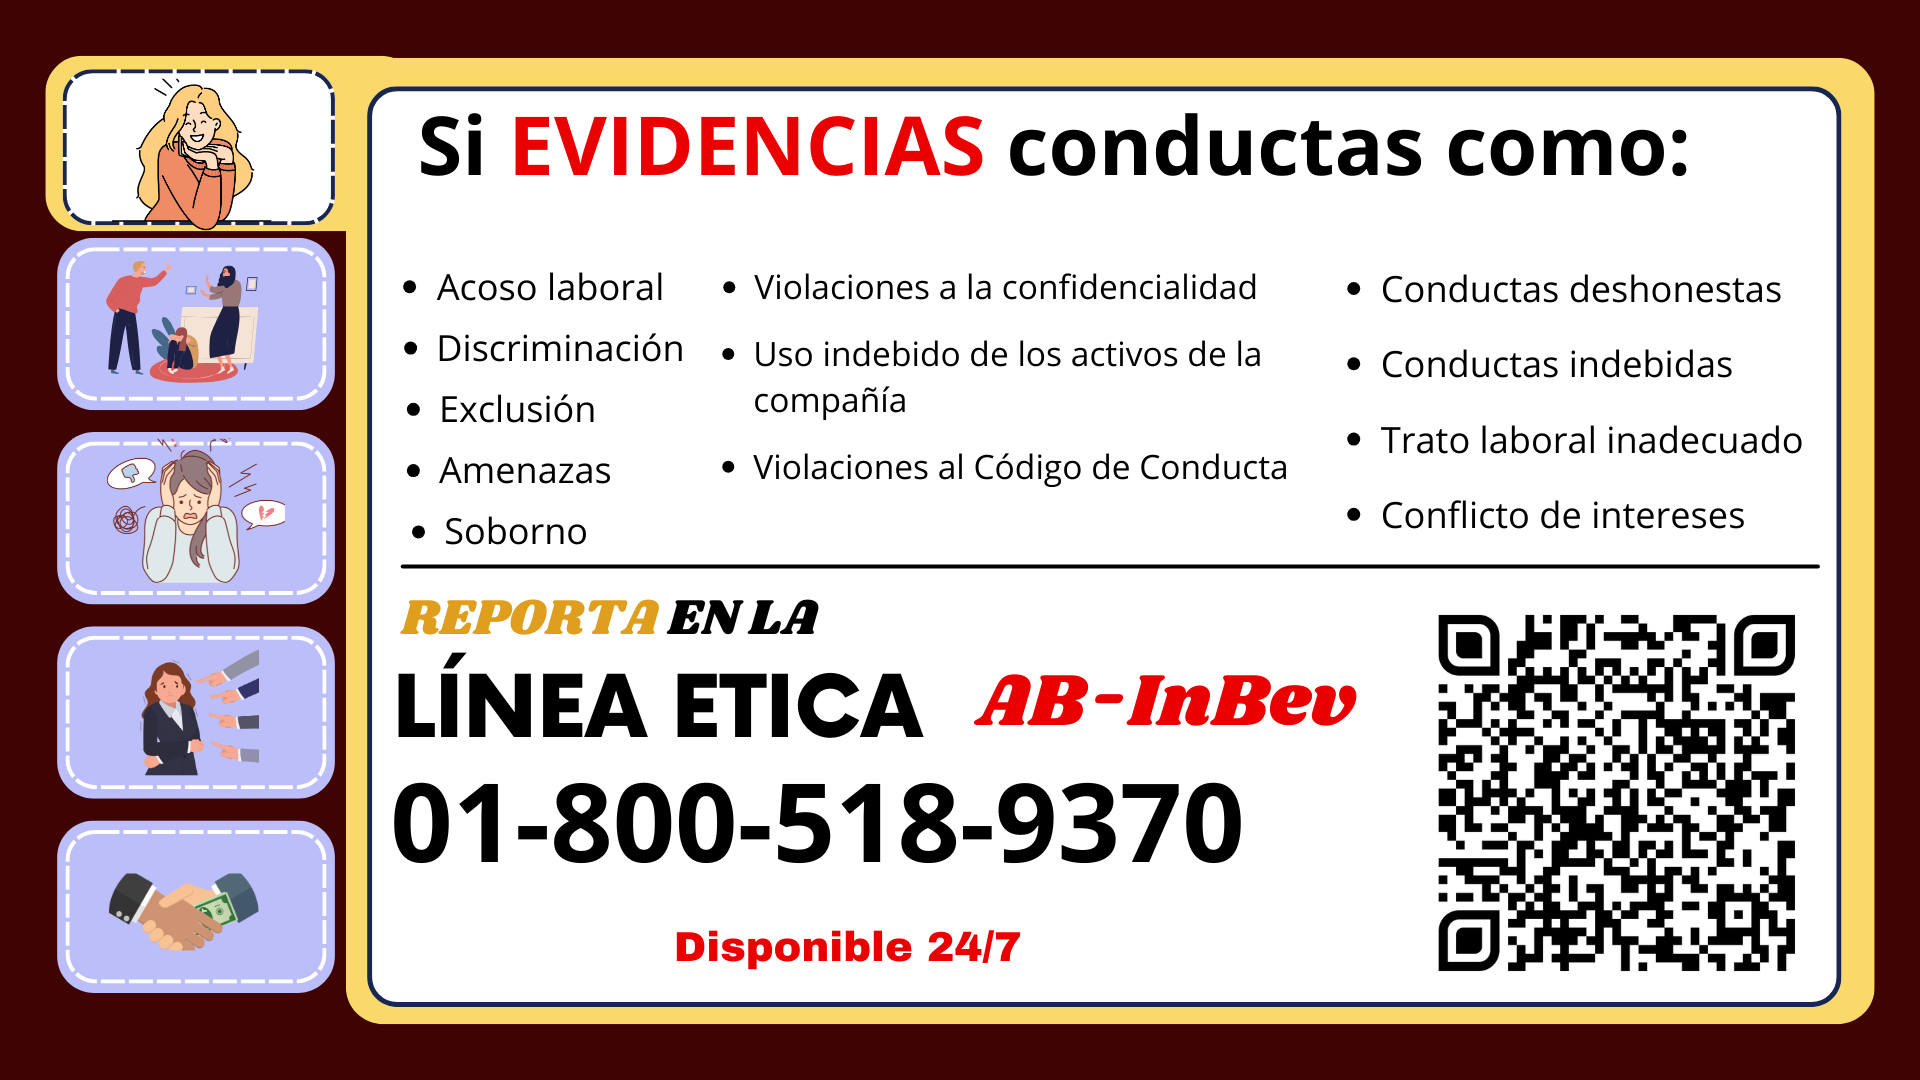 Si EVIDENCIAS conductas como:
Acoso laboral
Discriminación
Exclusión
Amenazas
Soborno
Violaciones a la confidencialidad
Uso indebido de los activos de la
compañía
Violaciones al Código de Conducta
Conductas deshonestas
Conductas indebidas
Trato laboral inadecuado
Conflicto de intereses
REPORTA EN LA
LÍNEA ETICA AB-InBev
01-800-518-9370
Disponible 24/7